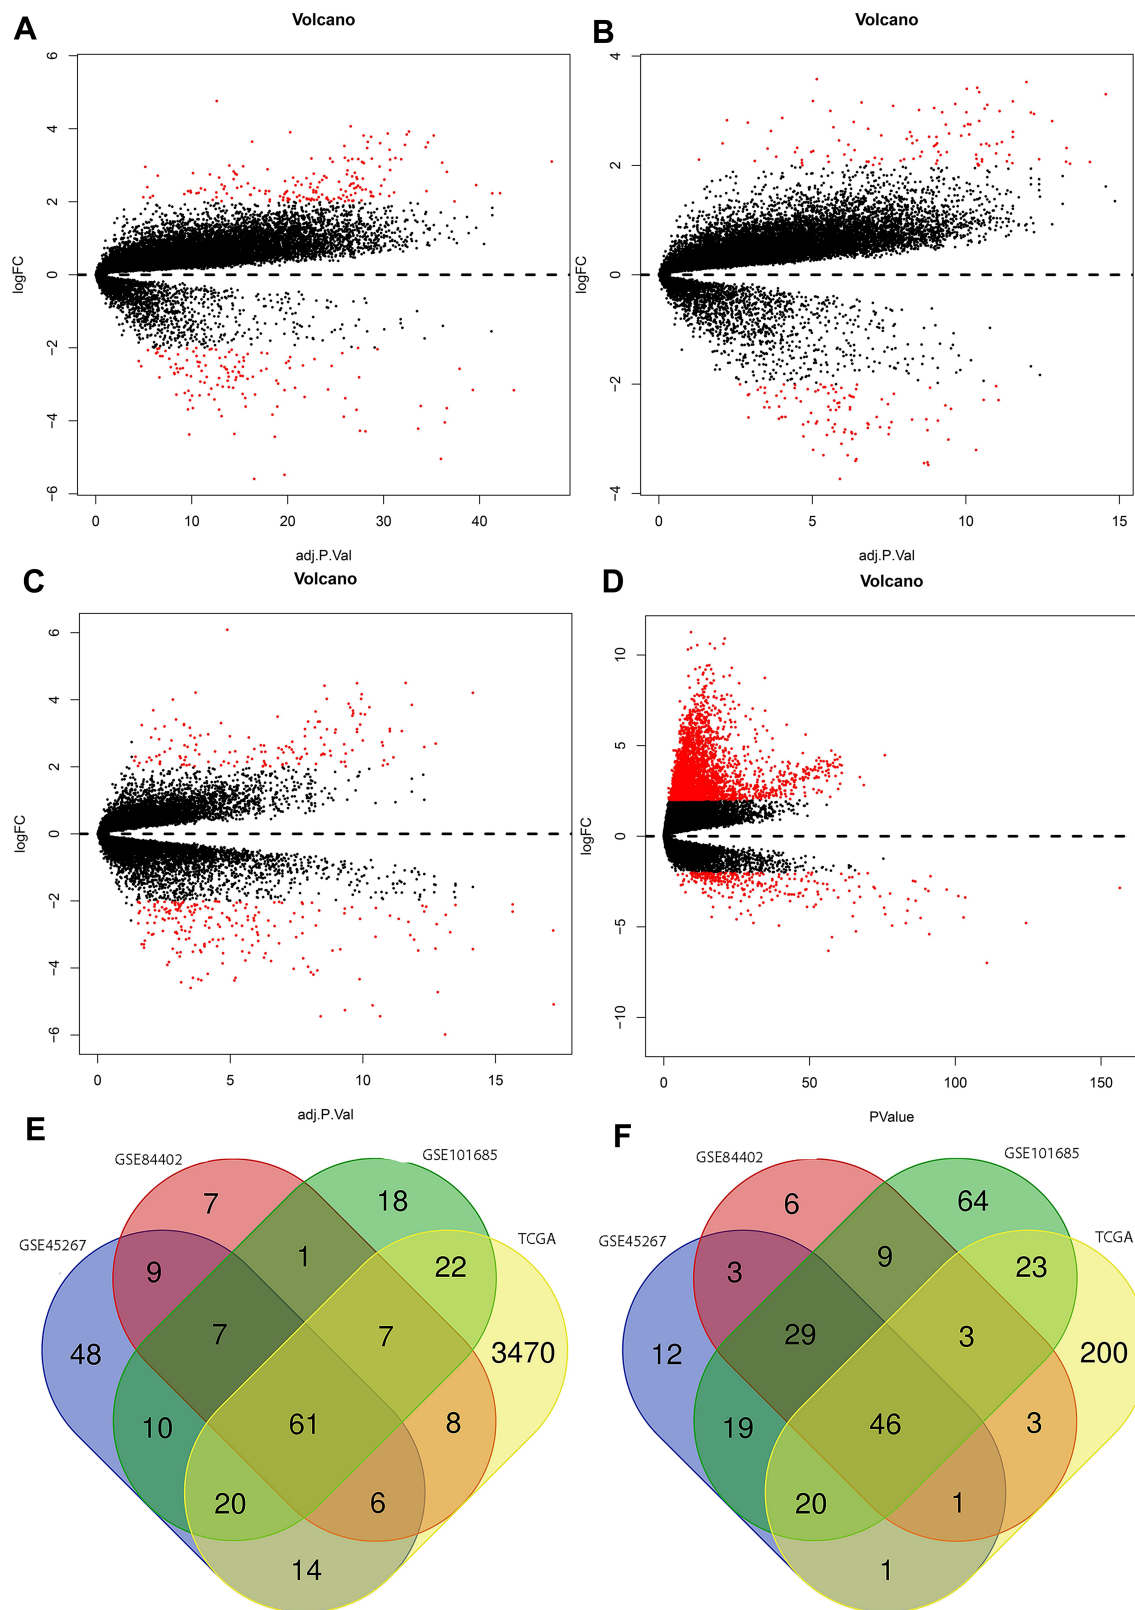 A
Volcano
B
Volcano
6
4
2
0
−2
−4
−6
logFC
0
10
20
30
40
adj.P.Val
4
2
0
−2
−4
logFC
0
5
10
15
adj.P.Val
C
Volcano
D
Volcano
6
4
2
0
−2
−4
−6
logFC
0
5
10
15
adj.P.Val
10
5
0
−5
−10
logFC
0
50
100
150
PValue
E
GSE84402
GSE101685
GSE45267
TCGA
7
18
9
1
22
48
7
7
3470
10
61
8
20
6
14
F
GSE84402
GSE101685
GSE45267
TCGA
6
64
3
9
23
12
29
3
200
19
46
3
20
1
1